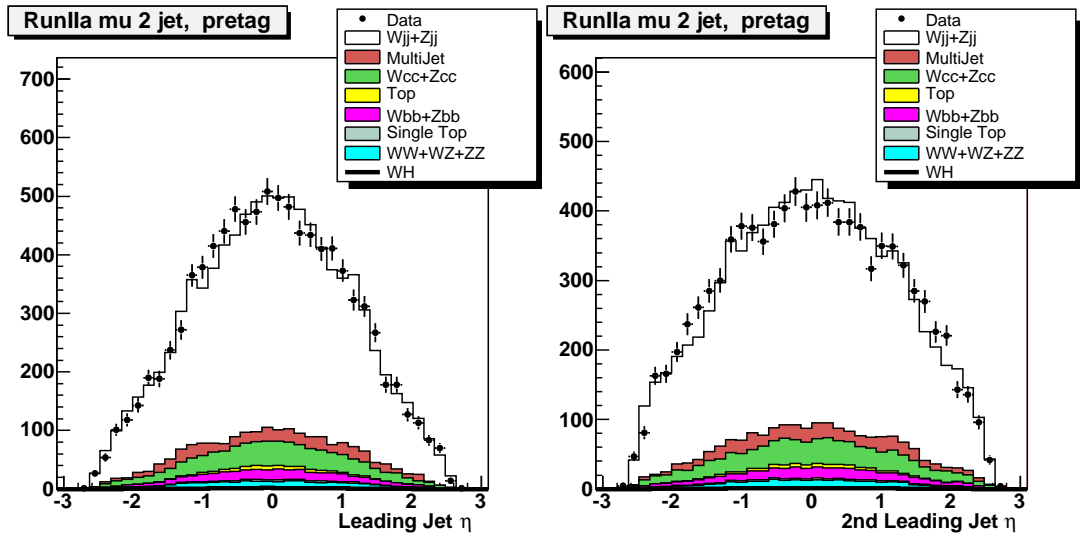 RunIIa mu 2 jet, pretag
Data
Wjj+Zjj
MultiJet
Wcc+Zcc
Top
Wbb+Zbb
Single Top
WW+WZ+ZZ
WH
700
600
500
400
300
200
100
0
-3 -2 -1 0 1 2 3
Leading Jet η
RunIIa mu 2 jet, pretag
Data
Wjj+Zjj
MultiJet
Wcc+Zcc
Top
Wbb+Zbb
Single Top
WW+WZ+ZZ
WH
600
500
400
300
200
100
0
-3 -2 -1 0 1 2 3
2nd Leading Jet η